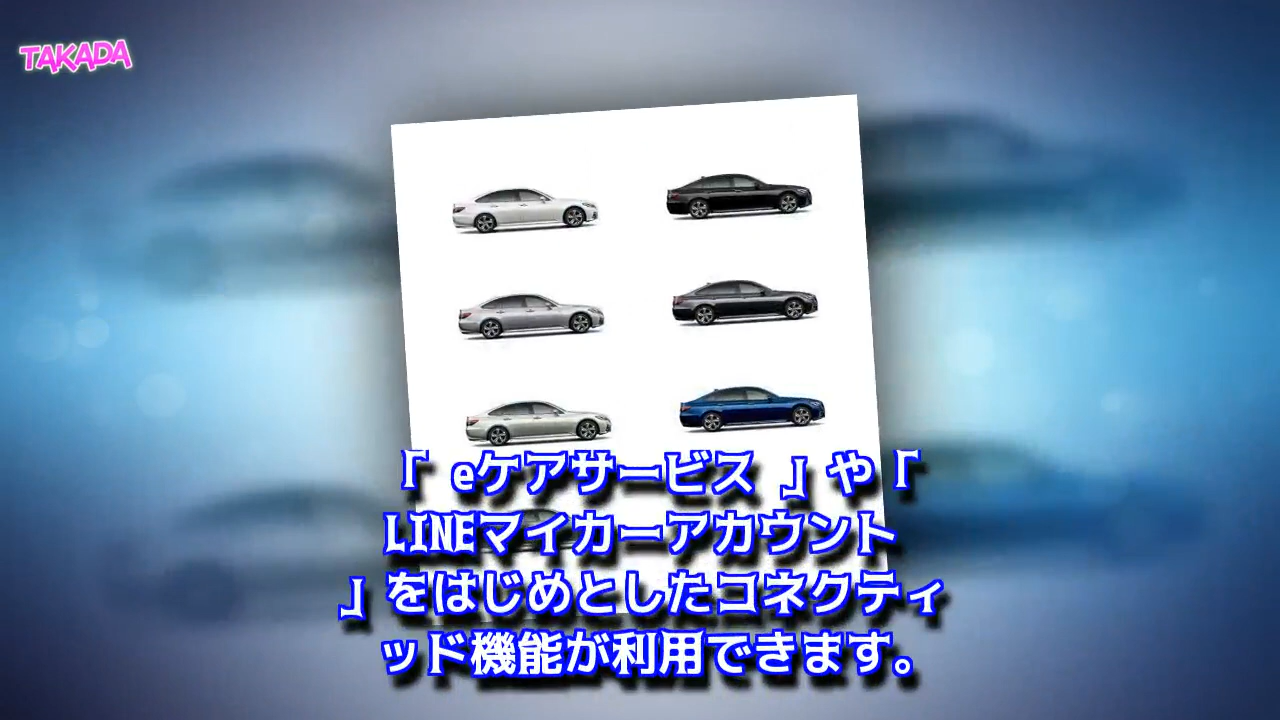 TAKADA
「 eケアサービス 」や「
LINEマイカーアカウント
」をはじめとしたコネクティ
ッド機能が利用できます。